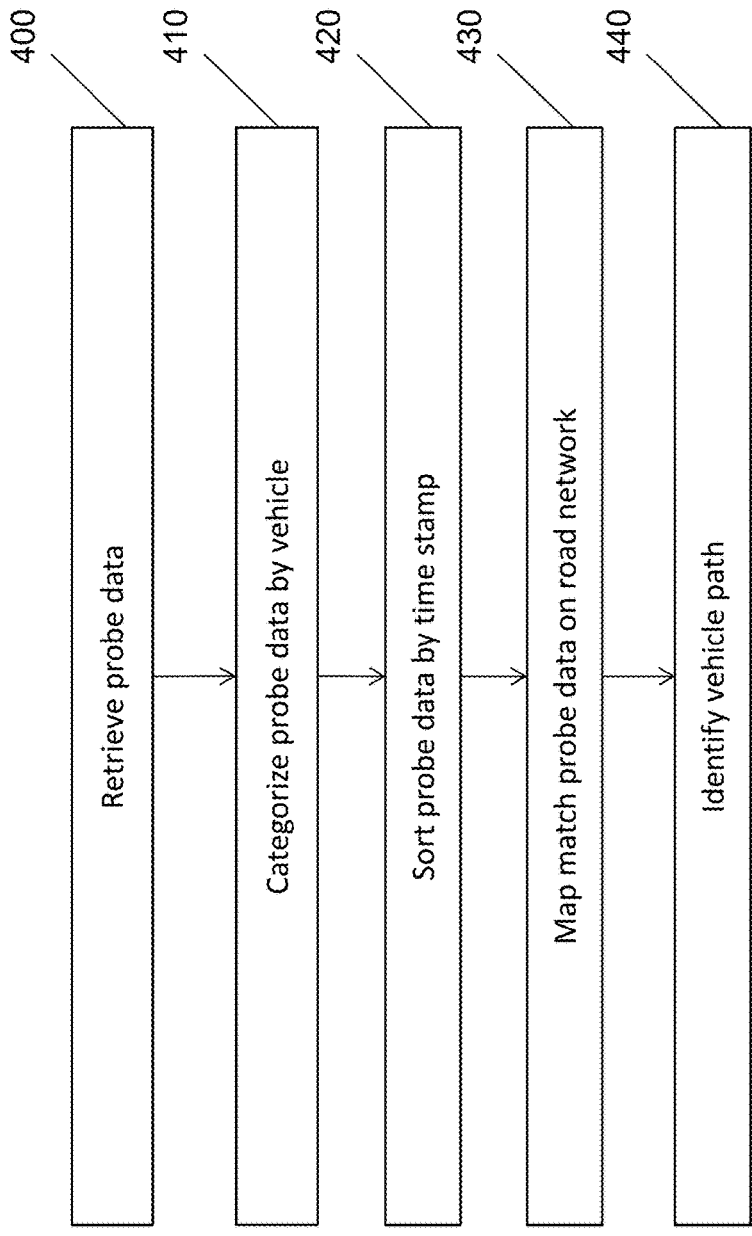 Retrieve probe data
400
Categorize probe data by vehicle
410
Sort probe data by time stamp
420
Map match probe data on road network
430
Identify vehicle path
440